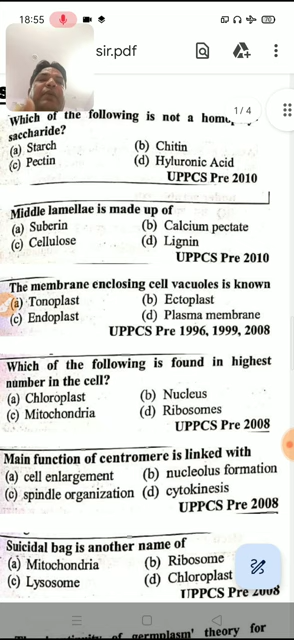 18:55
70
sir.pdf
1 / 4
Which of the following is not a
saccharide?
(a) Starch (b) Chitin
(c) Pectin (d) Hyluronic Acid
UPPCS Pre 2010
Middle lamellae is made up of
(a) Suberin (b) Calcium pectate
(c) Cellulose (d) Lignin
UPPCS Pre 2010
The membrane enclosing cell vacuoles is known
(a) Tonoplast (b) Ectoplast
(c) Endoplast (d) Plasma membrane
UPPCS Pre 1996, 1999, 2008
Which of the following is found in highest
number in the cell?
(a) Chloroplast (b) Nucleus
(c) Mitochondria (d) Ribosomes
UPPCS Pre 2008
Main function of centromere is linked with
(a) cell enlargement (b) nucleolus formation
(c) spindle organization (d) cytokinesis
UPPCS Pre 2008
Suicidal bag is another name of
(a) Mitochondria (b) Ribosome
(c) Lysosome (d) Chloroplast
UPPCS Pre 2008
of germplasm' theory for